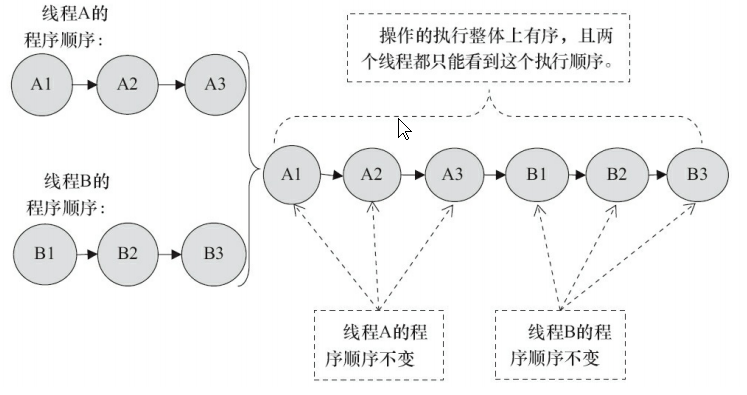 线程A的
程序顺序：
A1
A2
A3
线程B的
程序顺序：
B1
B2
B3
操作的执行整体上有序，且两
个线程都只能看到这个执行顺序。
A1
A2
A3
B1
B2
B3
线程A的程
序顺序不变
线程B的程
序顺序不变